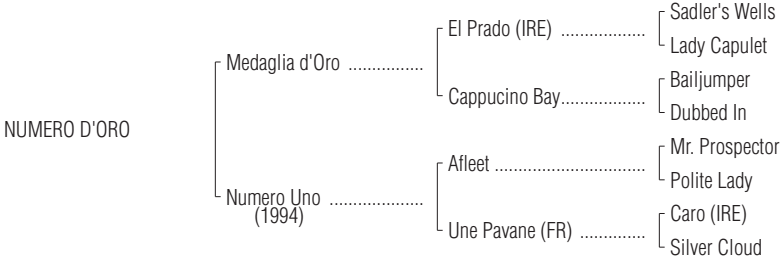 Sadler's Wells
El Prado (IRE) ..................
Lady Capulet
Medaglia d'Oro ................
Bailjumper
Cappucino Bay..................
Dubbed In
NUMERO D'ORO
Mr. Prospector
Afleet ................................
Polite Lady
Numero Uno ....................
(1994)
Caro (IRE)
Une Pavane (FR) ..............
Silver Cloud